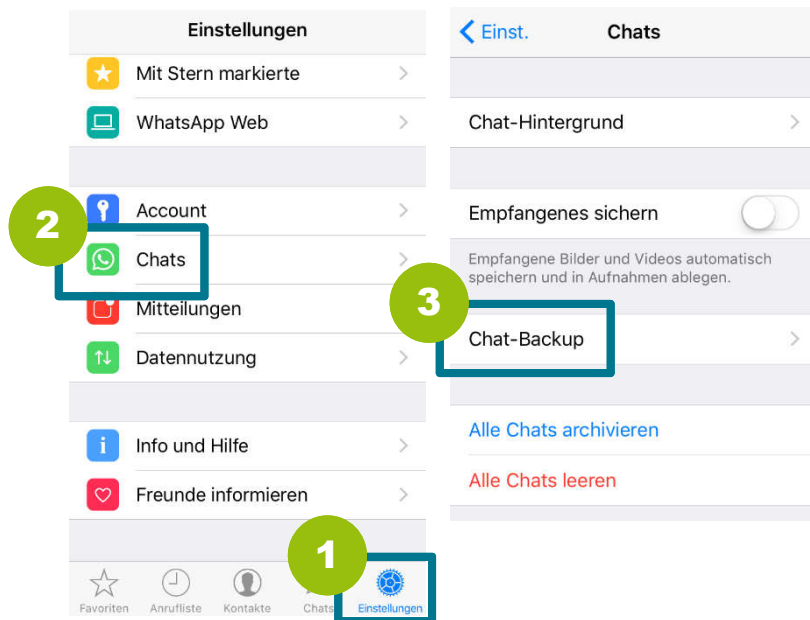 Einstellungen
Mit Stern markierte
WhatsApp Web
2
Account
Chats
Mitteilungen
Datennutzung
i
Info und Hilfe
Freunde informieren
1
Favoriten
Anrufliste
Kontakte
Chats
Einstellungen
Einst.
Chats
Chat-Hintergrund
Empfangenes sichern
Empfangene Bilder und Videos automatisch
speichern und in Aufnahmen ablegen.
3
Chat-Backup
Alle Chats archivieren
Alle Chats leeren